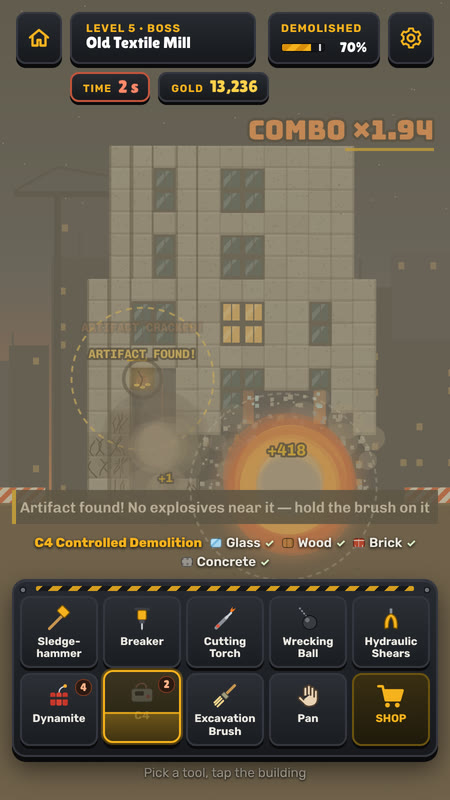 LEVEL 5 · BOSS
Old Textile Mill
DEMOLISHED
70%
TIME 2 s
GOLD 13,236
COMBO ×1.94
ARTIFACT CRACKED
ARTIFACT FOUND!
+418
+1
Artifact found! No explosives near it — hold the brush on it
C4 Controlled Demolition Glass ✓ Wood ✓ Brick ✓
Concrete ✓
Sledge-
hammer
Breaker
Cutting
Torch
Wrecking
Ball
Hydraulic
Shears
4
Dynamite
2
C4
Excavation
Brush
Pan
SHOP
Pick a tool, tap the building